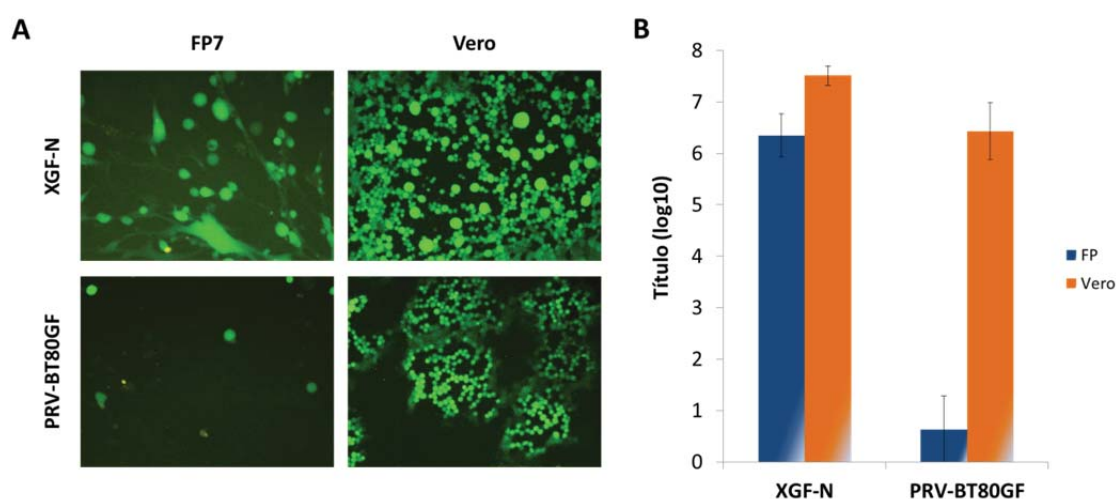 A
FP7
Vero
XGF-N
PRV-BT80GF
B
Título (log10)
8
7
6
5
4
3
2
1
0
XGF-N
PRV-BT80GF
FP
Vero